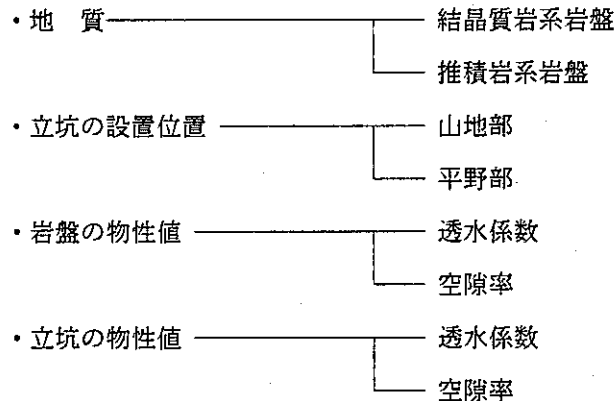 ・地　質 結晶質岩系岩盤
推積岩系岩盤
・立坑の設置位置 山地部
平野部
・岩盤の物性値 透水係数
空隙率
・立坑の物性値 透水係数
空隙率